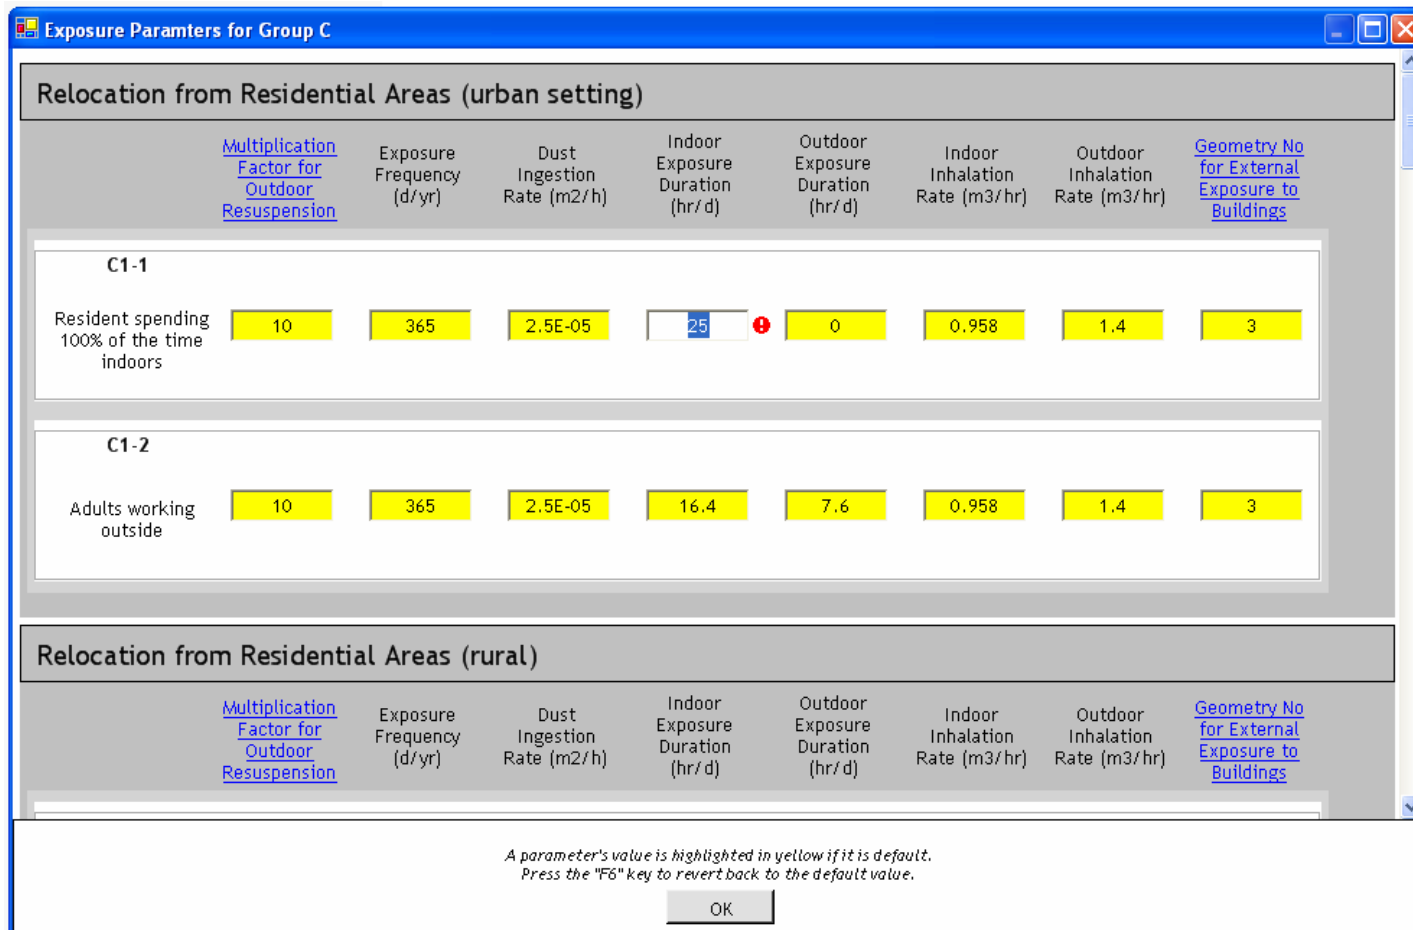 Exposure Paramters for Group C
Relocation from Residential Areas (urban setting)
Multiplication
Factor for
Outdoor
Resuspension
Exposure
Frequency
(d/yr)
Dust
Ingestion
Rate (m2/h)
Indoor
Exposure
Duration
(hr/d)
Outdoor
Exposure
Duration
(hr/d)
Indoor
Inhalation
Rate (m3/hr)
Outdoor
Inhalation
Rate (m3/hr)
Geometry No
for External
Exposure to
Buildings
C1-1
Resident spending
100% of the time
indoors
10 365 2.5E-05 25 0 0.958 1.4 3
C1-2
Adults working
outside
10 365 2.5E-05 16.4 7.6 0.958 1.4 3
Relocation from Residential Areas (rural)
Multiplication
Factor for
Outdoor
Resuspension
Exposure
Frequency
(d/yr)
Dust
Ingestion
Rate (m2/h)
Indoor
Exposure
Duration
(hr/d)
Outdoor
Exposure
Duration
(hr/d)
Indoor
Inhalation
Rate (m3/hr)
Outdoor
Inhalation
Rate (m3/hr)
Geometry No
for External
Exposure to
Buildings
A parameter's value is highlighted in yellow if it is default.
Press the "F6" key to revert back to the default value.
OK